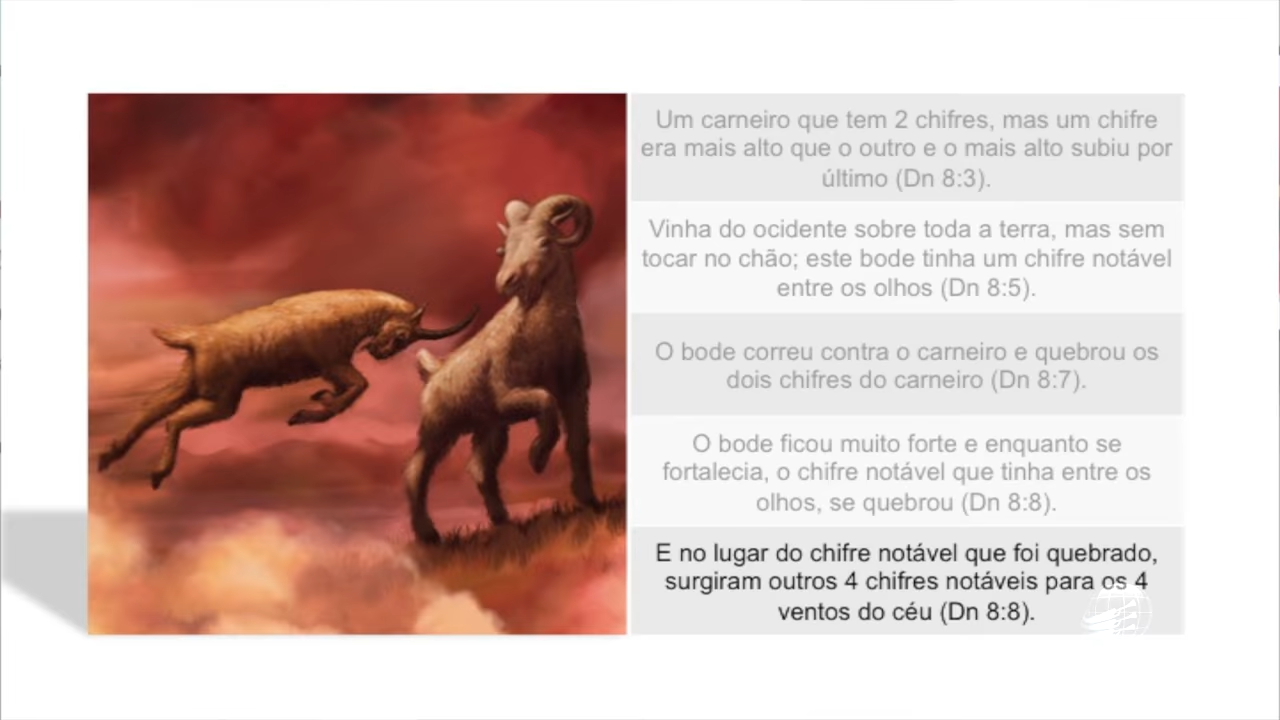 Um carneiro que tem 2 chifres, mas um chifre
era mais alto que o outro e o mais alto subiu por
último (Dn 8:3).
Vinha do ocidente sobre toda a terra, mas sem
tocar no chão; este bode tinha um chifre notável
entre os olhos (Dn 8:5).
O bode correu contra o carneiro e quebrou os
dois chifres do carneiro (Dn 8:7).
O bode ficou muito forte e enquanto se
fortalecia, o chifre notável que tinha entre os
olhos, se quebrou (Dn 8:8).
E no lugar do chifre notável que foi quebrado,
surgiram outros 4 chifres notáveis para os 4
ventos do céu (Dn 8:8).